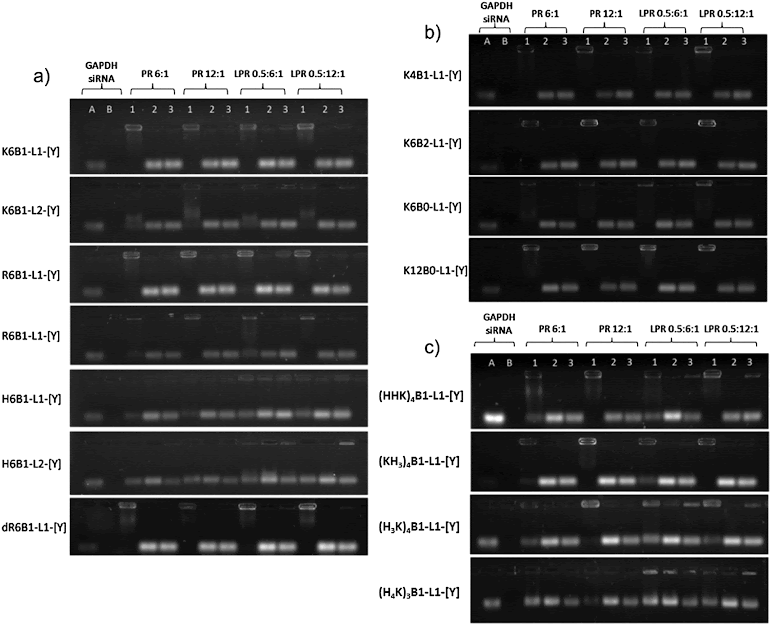 a)
GAPDH siRNA PR 6:1 PR 12:1 LPR 0.5:6:1 LPR 0.5:12:1
A B 1 2 3 1 2 3 1 2 3 1 2 3
K6B1-L1-[Y]
K6B1-L2-[Y]
R6B1-L1-[Y]
R6B1-L1-[Y]
H6B1-L1-[Y]
H6B1-L2-[Y]
dR6B1-L1-[Y]
b)
GAPDH siRNA PR 6:1 PR 12:1 LPR 0.5:6:1 LPR 0.5:12:1
A B 1 2 3 1 2 3 1 2 3 1 2 3
K4B1-L1-[Y]
K6B2-L1-[Y]
K6B0-L1-[Y]
K12B0-L1-[Y]
c)
GAPDH siRNA PR 6:1 PR 12:1 LPR 0.5:6:1 LPR 0.5:12:1
A B 1 2 3 1 2 3 1 2 3 1 2 3
(HHK)₄B1-L1-[Y]
(KH₃)₄B1-L1-[Y]
(H₃K)₄B1-L1-[Y]
(H₄K)₃B1-L1-[Y]